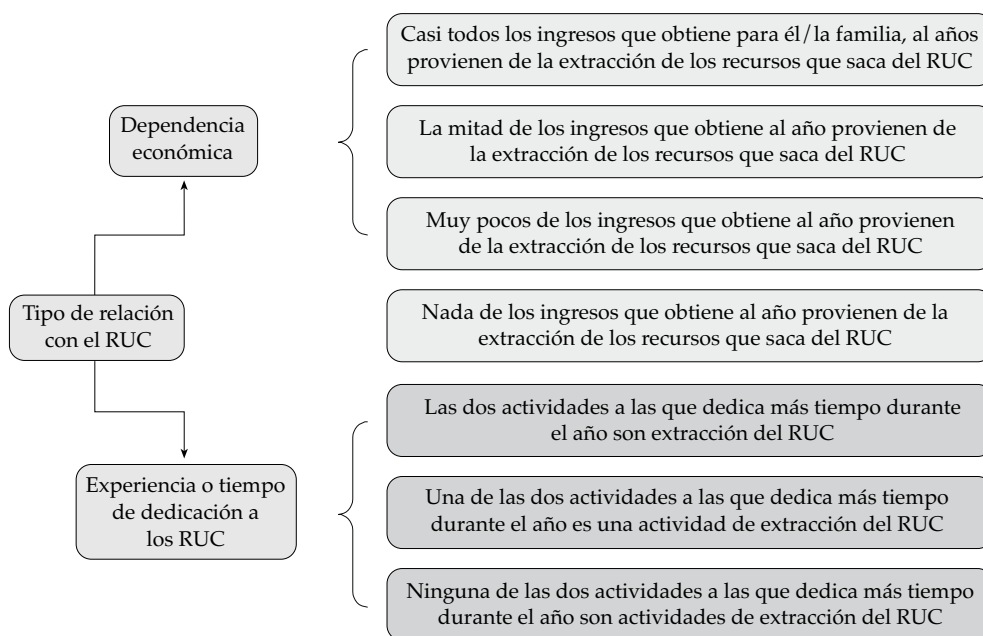 Casi todos los ingresos que obtiene para él/la familia, al años
provienen de la extracción de los recursos que saca del RUC
Dependencia
económica
La mitad de los ingresos que obtiene al año provienen de
la extracción de los recursos que saca del RUC
Muy pocos de los ingresos que obtiene al año provienen
de la extracción de los recursos que saca del RUC
Tipo de relación
con el RUC
Nada de los ingresos que obtiene al año provienen de la
extracción de los recursos que saca del RUC
Las dos actividades a las que dedica más tiempo durante
el año son extracción del RUC
Experiencia o tiempo
de dedicación a
los RUC
Una de las dos actividades a las que dedica más tiempo
durante el año es una actividad de extracción del RUC
Ninguna de las dos actividades a las que dedica más tiempo
durante el año son actividades de extracción del RUC